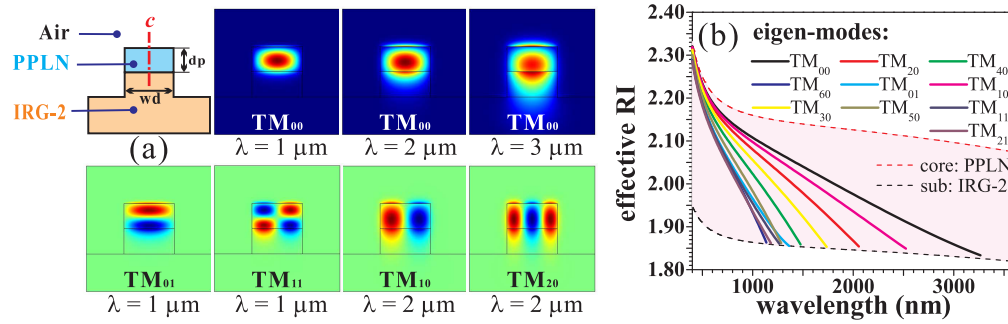 Air
c
PPLN
dp
wd
IRG-2
(a)
TM00
λ = 1 μm
TM00
λ = 2 μm
TM00
λ = 3 μm
TM01
λ = 1 μm
TM11
λ = 1 μm
TM10
λ = 2 μm
TM20
λ = 2 μm
(b)
eigen-modes:
TM00 TM20 TM40
TM60 TM01 TM10
TM30 TM50 TM11
TM21
core: PPLN
sub: IRG-2
effective RI
2.40
2.30
2.20
2.10
2.00
1.90
1.80
1000 2000 3000
wavelength (nm)